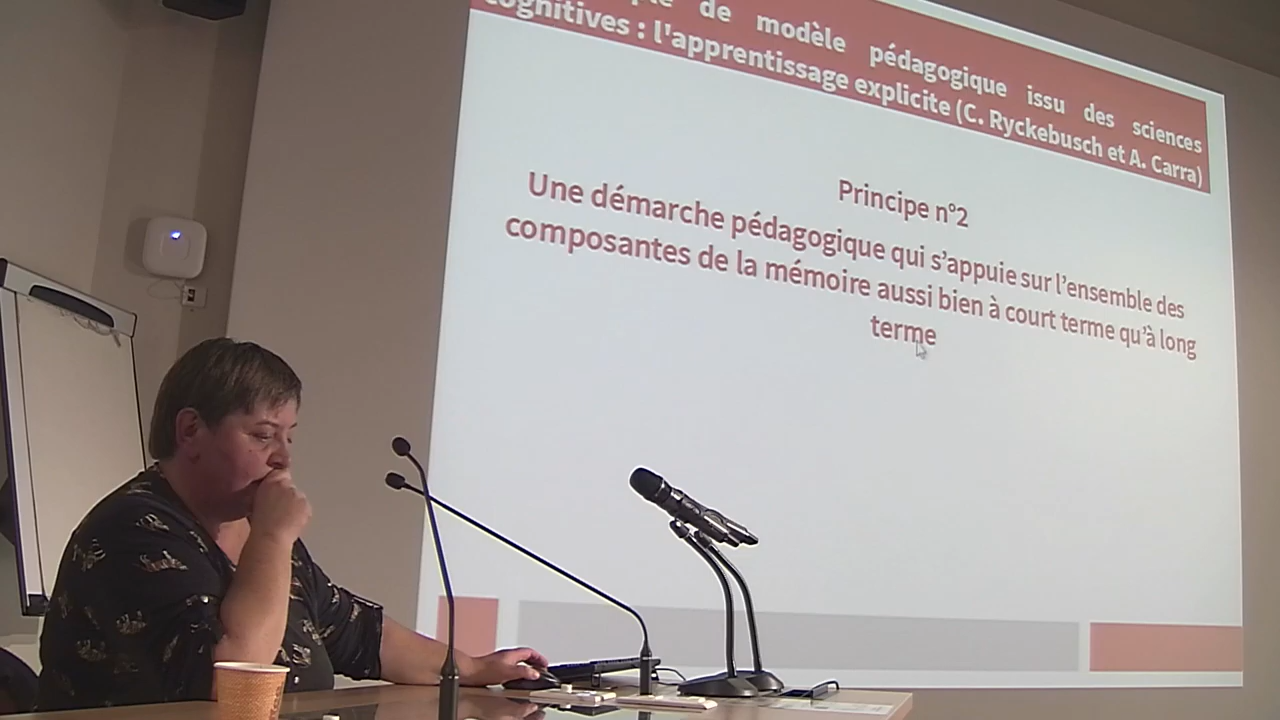 de modèle pédagogique issu des sciences
cognitives : l'apprentissage explicite (C. Ryckebusch et A. Carra)
Principe n°2
Une démarche pédagogique qui s'appuie sur l'ensemble des
composantes de la mémoire aussi bien à court terme qu'à long
terme